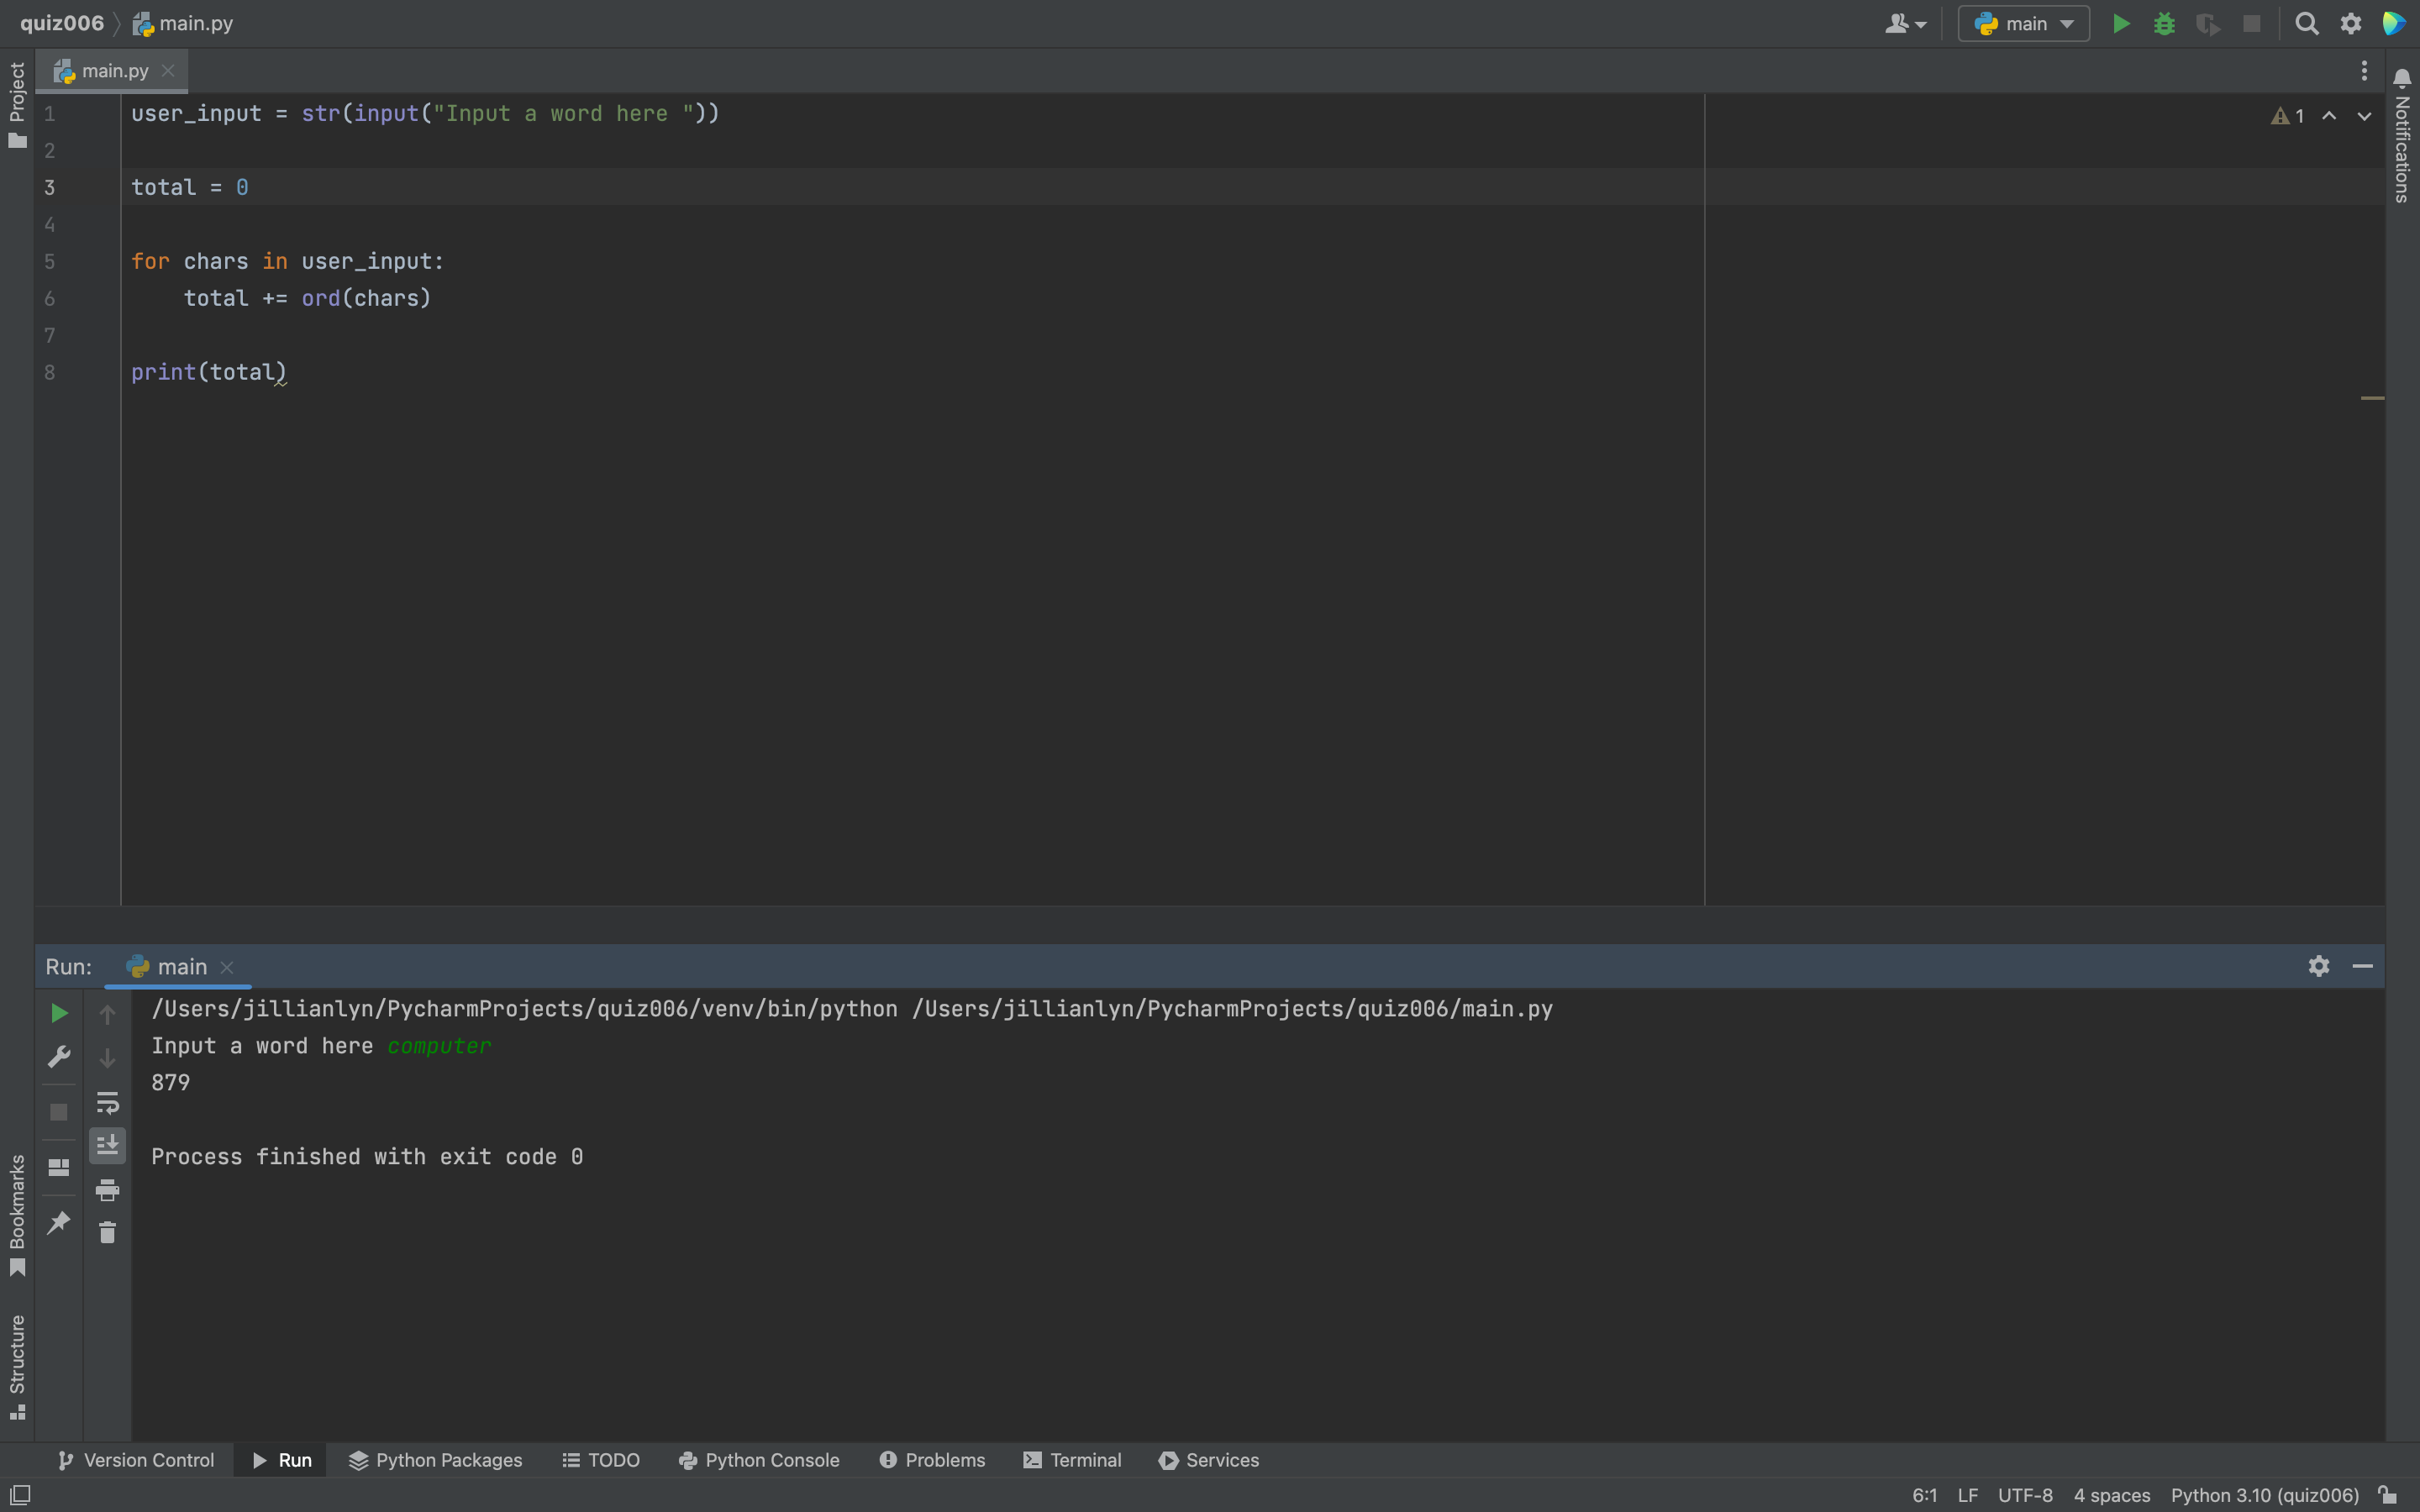 quiz006 main.py main
Project main.py Notifications
1 user_input = str(input("Input a word here ")) 1
2
3 total = 0
4
5 for chars in user_input:
6     total += ord(chars)
7
8 print(total)
Run: main
/Users/jillianlyn/PycharmProjects/quiz006/venv/bin/python /Users/jillianlyn/PycharmProjects/quiz006/main.py
Input a word here computer
879
Process finished with exit code 0
Bookmarks
Structure
Version Control Run Python Packages TODO Python Console Problems Terminal Services
6:1 LF UTF-8 4 spaces Python 3.10 (quiz006)